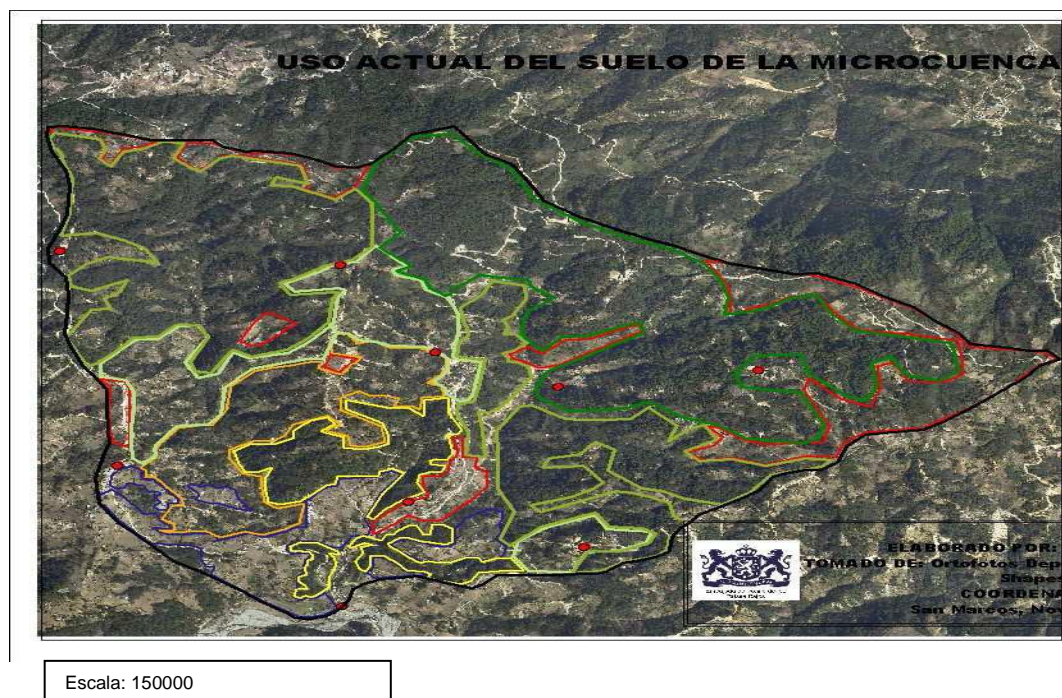 USO ACTUAL DEL SUELO DE LA MICROCUENCA
ELABORADO POR:
TOMADO DE: Ortofotos Dep
Shapes
COORDENA
San Marcos, Nov
Escala: 150000